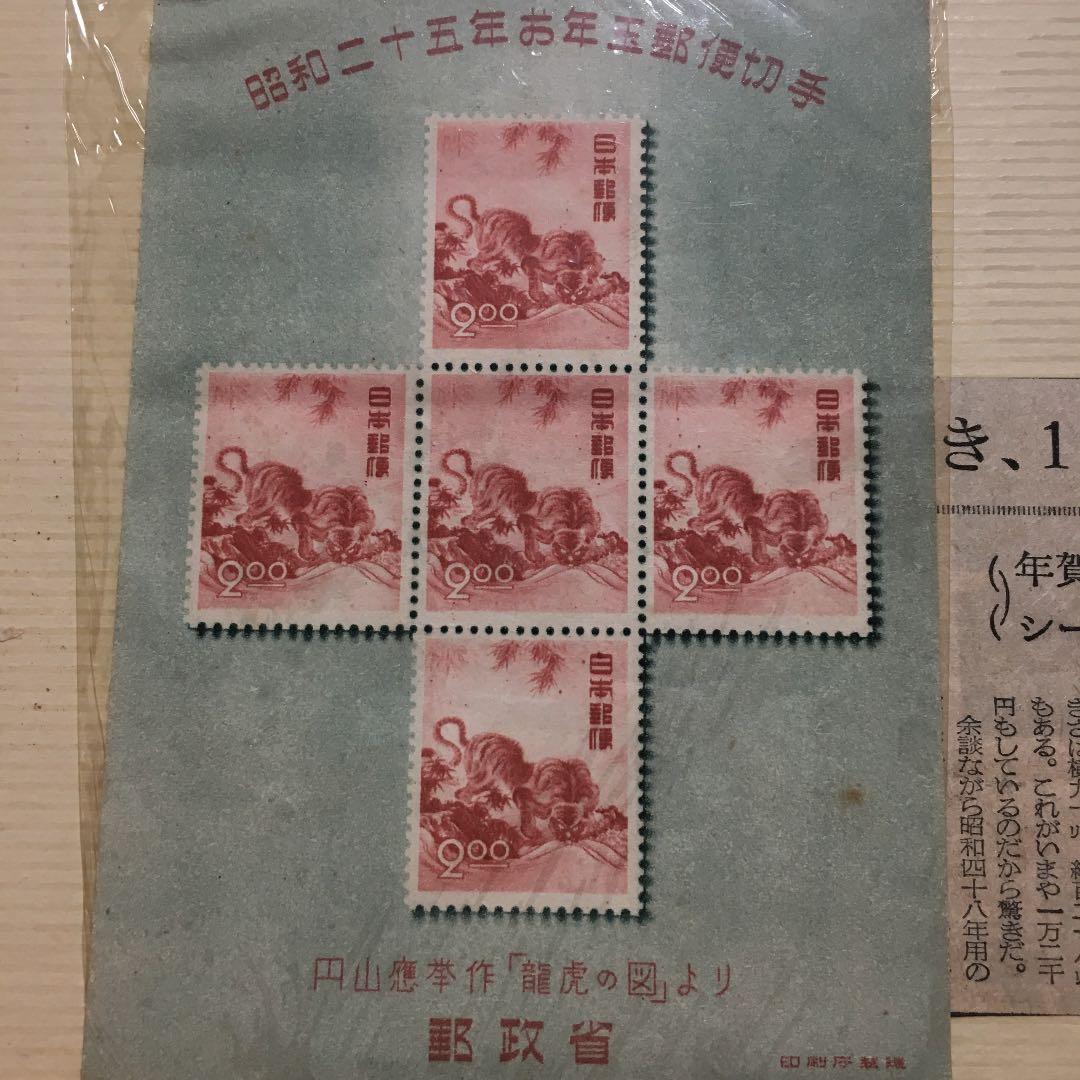 昭和二十五年お年玉郵便切手
日本郵便
2.00
日本郵便
2.00
日本郵便
2.00
日本郵便
2.00
日本郵便
2.00
円山應挙作「龍虎の図」より
郵政省
印刷庁製造
き、1
年賀
シー
もある。これがいまや一万二千
円もしているのだから驚きだ。
余談ながら昭和四十八年用の